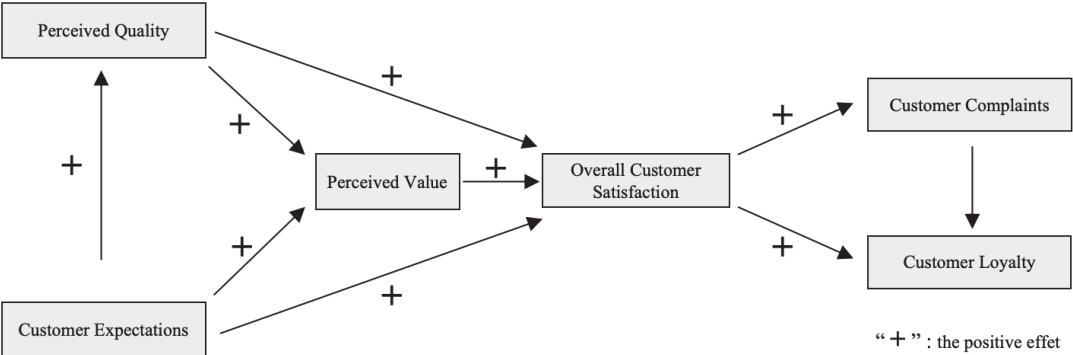 Perceived Quality
+
+
+
Customer Complaints
+
+
Perceived Value
+
Overall Customer
Satisfaction
+
+
+
Customer Loyalty
Customer Expectations
“ + ” : the positive effet